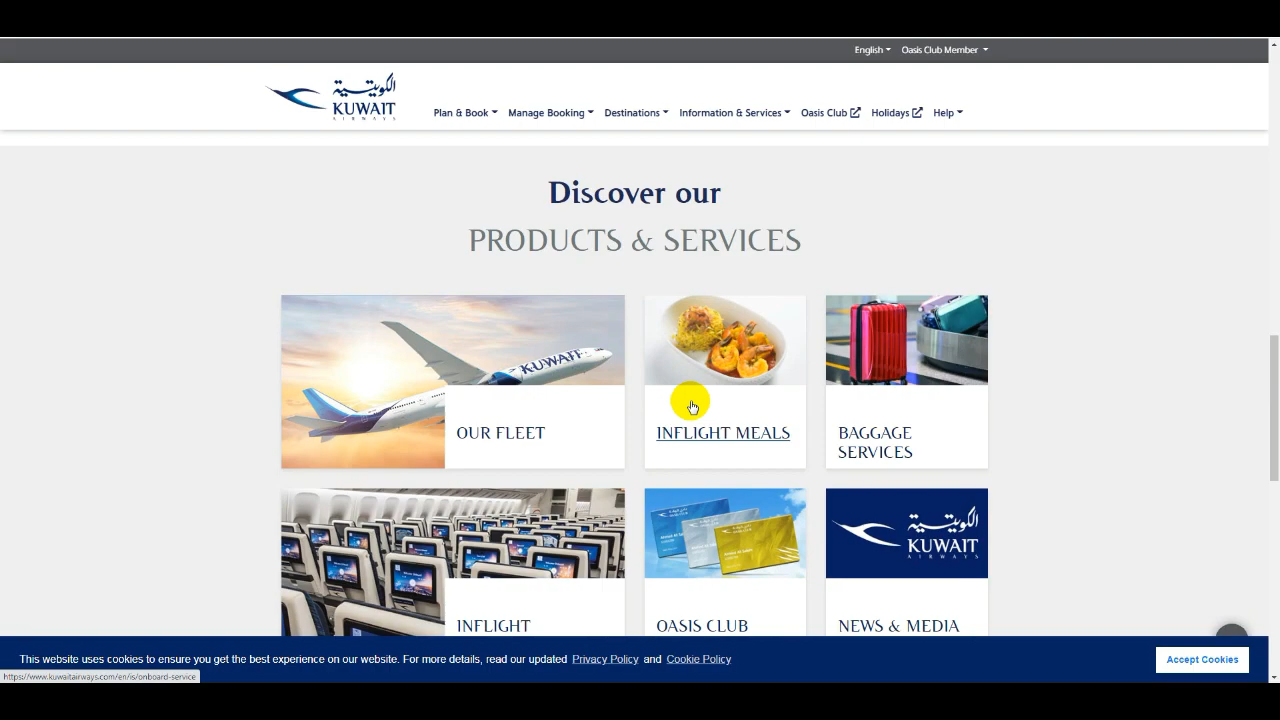 English Oasis Club Member
الكويتية
KUWAIT
AIRWAYS
Plan & Book Manage Booking Destinations Information & Services Oasis Club Holidays Help
Discover our
PRODUCTS & SERVICES
KUWAIT
OUR FLEET
INFLIGHT MEALS
BAGGAGE
SERVICES
الكويتية
KUWAIT
AIRWAYS
INFLIGHT
OASIS CLUB
NEWS & MEDIA
This website uses cookies to ensure you get the best experience on our website. For more details, read our updated Privacy Policy and Cookie Policy
Accept Cookies
https://www.kuwaitairways.com/en/is/onboard-service